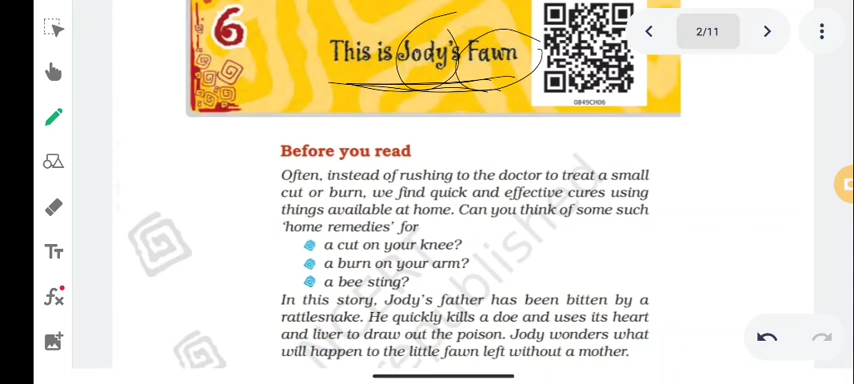 6
This is Jody's Fawn
2/11
0849CH06
Before you read
Often, instead of rushing to the doctor to treat a small
cut or burn, we find quick and effective cures using
things available at home. Can you think of some such
'home remedies' for
a cut on your knee?
a burn on your arm?
a bee sting?
In this story, Jody's father has been bitten by a
rattlesnake. He quickly kills a doe and uses its heart
and liver to draw out the poison. Jody wonders what
will happen to the little fawn left without a mother.
Tт
fx